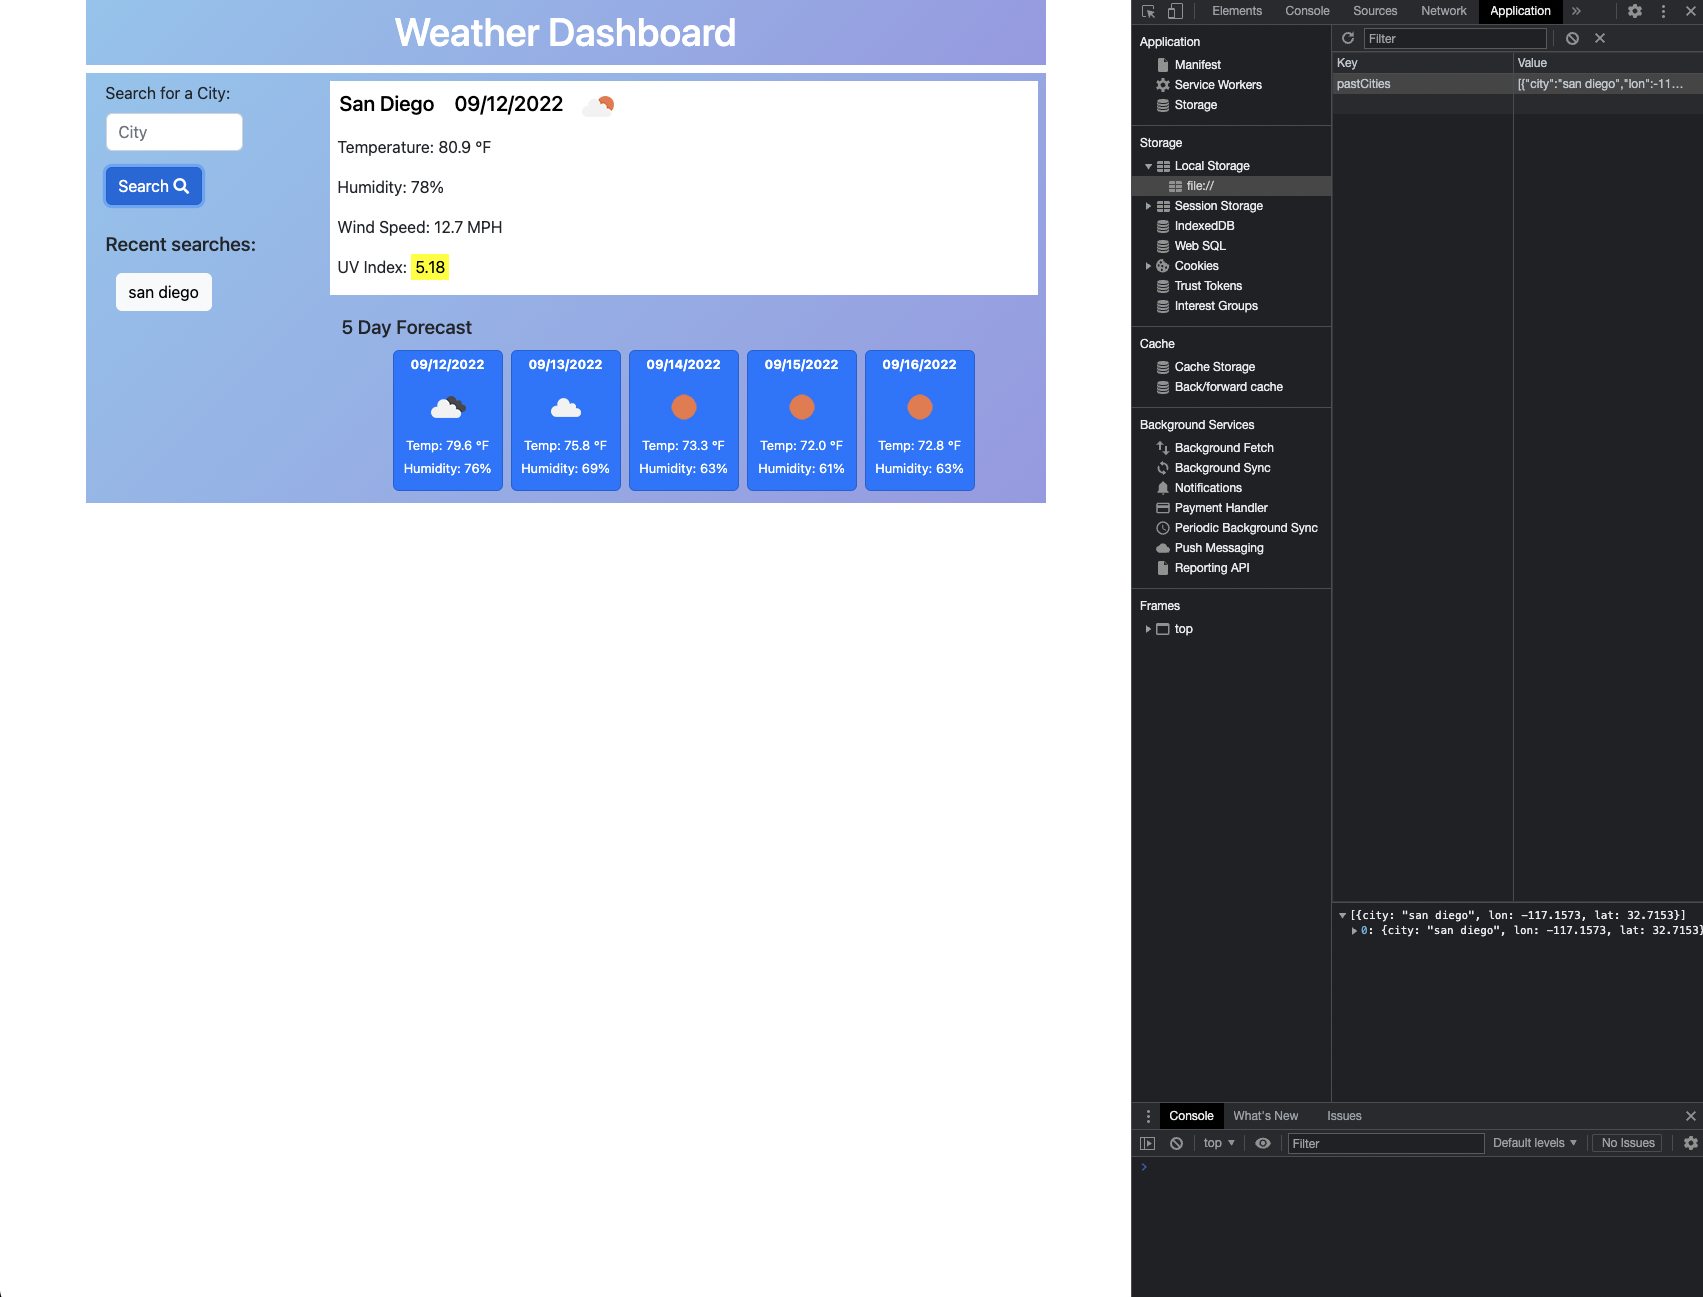 Weather Dashboard
Search for a City:
City
Search
Recent searches:
san diego
San Diego 09/12/2022
Temperature: 80.9 °F
Humidity: 78%
Wind Speed: 12.7 MPH
UV Index: 5.18
5 Day Forecast
09/12/2022
Temp: 79.6 °F
Humidity: 76%
09/13/2022
Temp: 75.8 °F
Humidity: 69%
09/14/2022
Temp: 73.3 °F
Humidity: 63%
09/15/2022
Temp: 72.0 °F
Humidity: 61%
09/16/2022
Temp: 72.8 °F
Humidity: 63%
Elements Console Sources Network Application »
Application
Manifest
Service Workers
Storage
Storage
Local Storage
file://
Session Storage
IndexedDB
Web SQL
Cookies
Trust Tokens
Interest Groups
Cache
Cache Storage
Back/forward cache
Background Services
Background Fetch
Background Sync
Notifications
Payment Handler
Periodic Background Sync
Push Messaging
Reporting API
Frames
top
Filter
Key Value
pastCities [{"city":"san diego","lon":-11...
[{city: "san diego", lon: -117.1573, lat: 32.7153}]
0: {city: "san diego", lon: -117.1573, lat: 32.7153}
Console What's New Issues
top Filter Default levels No Issues